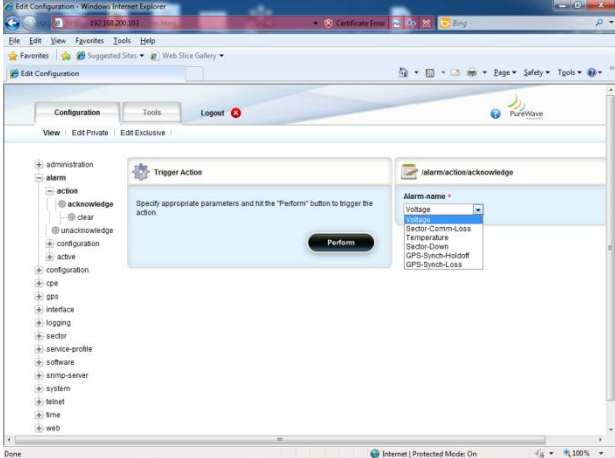 Edit Configuration - Windows Internet Explorer
192.168.200.103
Certificate Error
Bing
File Edit View Favorites Tools Help
Favorites Suggested Sites Web Slice Gallery
Edit Configuration
Page Safety Tools
Configuration Tools Logout
PureWave
View Edit Private Edit Exclusive
administration
alarm
action
acknowledge
clear
unacknowledge
configuration
active
configuration
cpe
gps
interface
logging
sector
service-profile
software
snmp-server
system
telnet
time
web
Trigger Action
Specify appropriate parameters and hit the "Perform" button to trigger the
action.
Perform
/alarm/action/acknowledge
Alarm-name *
Voltage
Voltage
Sector-Comm-Loss
Temperature
Sector-Down
GPS-Synch-Holdoff
GPS-Synch-Loss
Done
Internet | Protected Mode: On
100%